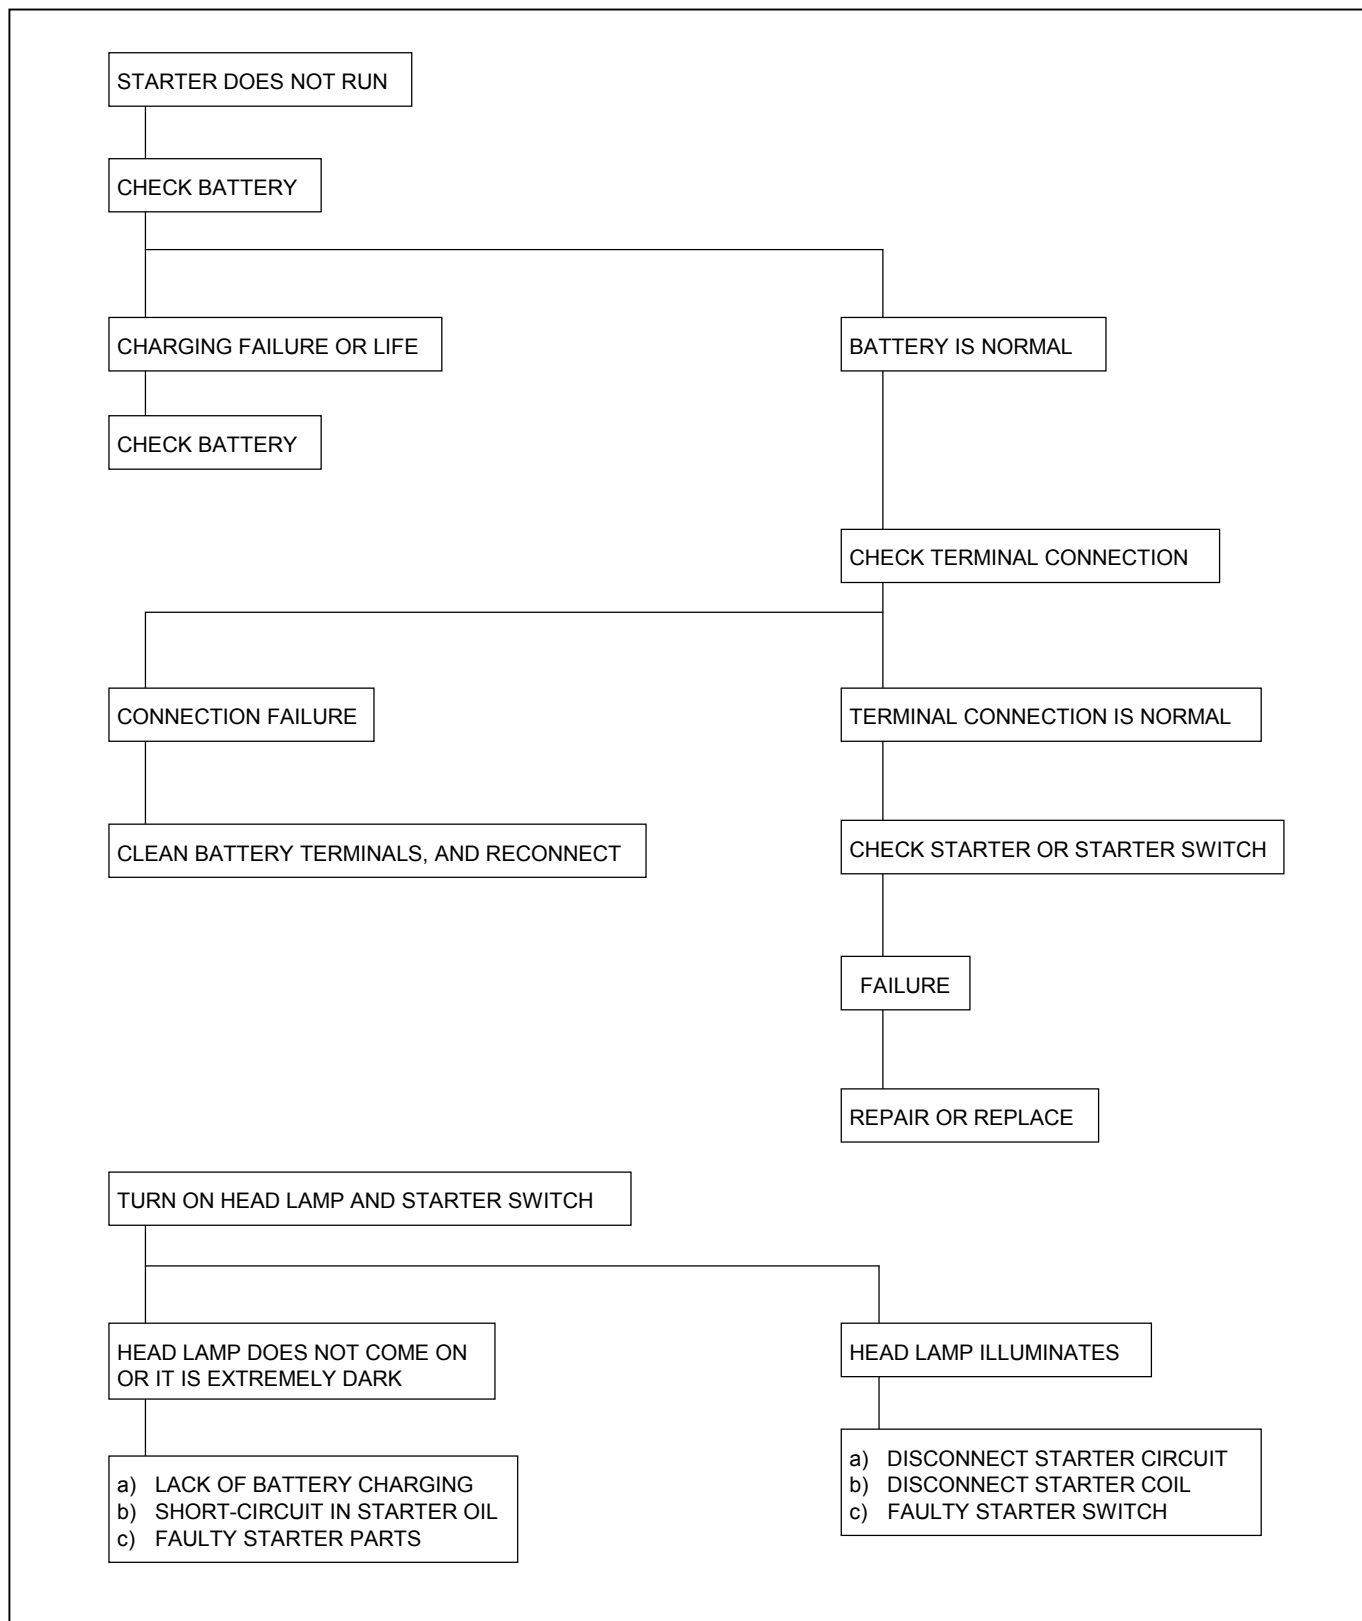 STARTER DOES NOT RUN
CHECK BATTERY
CHARGING FAILURE OR LIFE
BATTERY IS NORMAL
CHECK BATTERY
CHECK TERMINAL CONNECTION
CONNECTION FAILURE
TERMINAL CONNECTION IS NORMAL
CLEAN BATTERY TERMINALS, AND RECONNECT
CHECK STARTER OR STARTER SWITCH
FAILURE
REPAIR OR REPLACE
TURN ON HEAD LAMP AND STARTER SWITCH
HEAD LAMP DOES NOT COME ON
OR IT IS EXTREMELY DARK
HEAD LAMP ILLUMINATES
a) LACK OF BATTERY CHARGING
b) SHORT-CIRCUIT IN STARTER OIL
c) FAULTY STARTER PARTS
a) DISCONNECT STARTER CIRCUIT
b) DISCONNECT STARTER COIL
c) FAULTY STARTER SWITCH